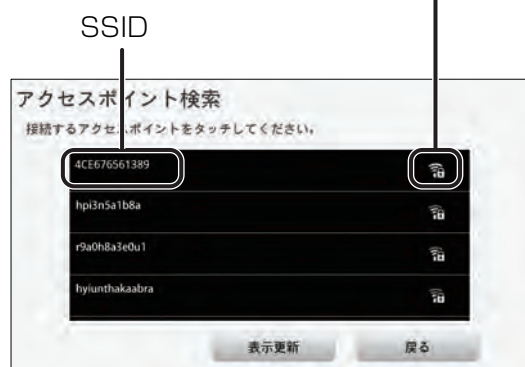 SSID
アクセスポイント検索
接続するアクセスポイントをタッチしてください。
4CE676561389
hpi3n5a1b8a
r9a0h8a3e0u1
hyiunthakaabra
表示更新 戻る